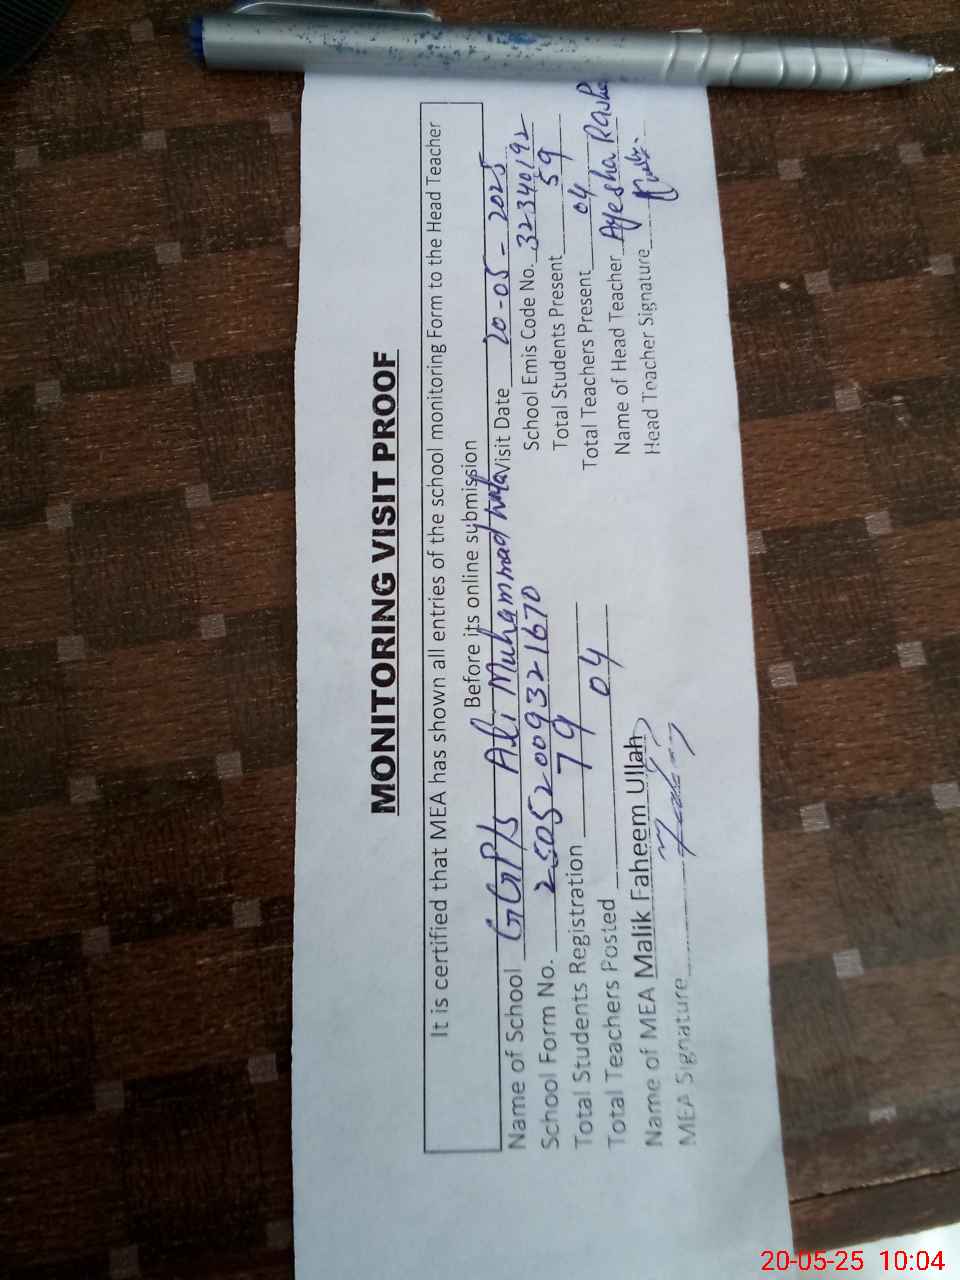 MONITORING VISIT PROOF
It is certified that MEA has shown all entries of the school monitoring Form to the Head Teacher
Before its online submission
Name of School GGP/s Ali Muhammad Visit Date 20-05-2025
School Form No. 250520093 21670 School Emis Code No. 32340192
Total Students Registration 79 Total Students Present 59
Total Teachers Posted 04 Total Teachers Present 04
Name of MEA Malik Faheem Ullah Name of Head Teacher Ayesha Rasha
MEA Signature Head Teacher Signature
20-05-25 10:04